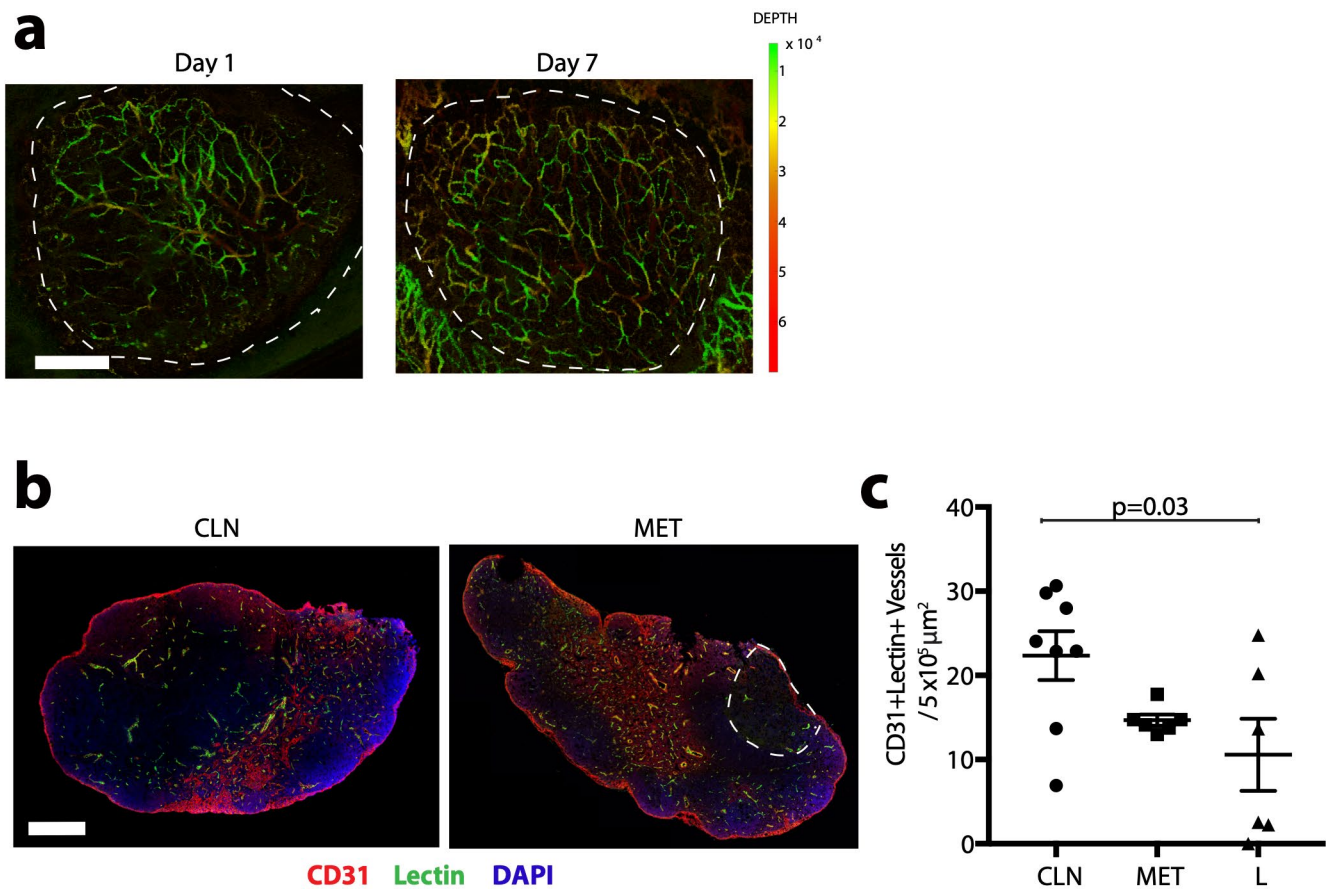 a
Day 1
Day 7
DEPTH
x 10 4
1
2
3
4
5
6
b
CLN
MET
CD31 Lectin DAPI
c
CD31+Lectin+ Vessels
/ 5 x10⁵µm²
p=0.03
40
30
20
10
0
CLN
MET
L